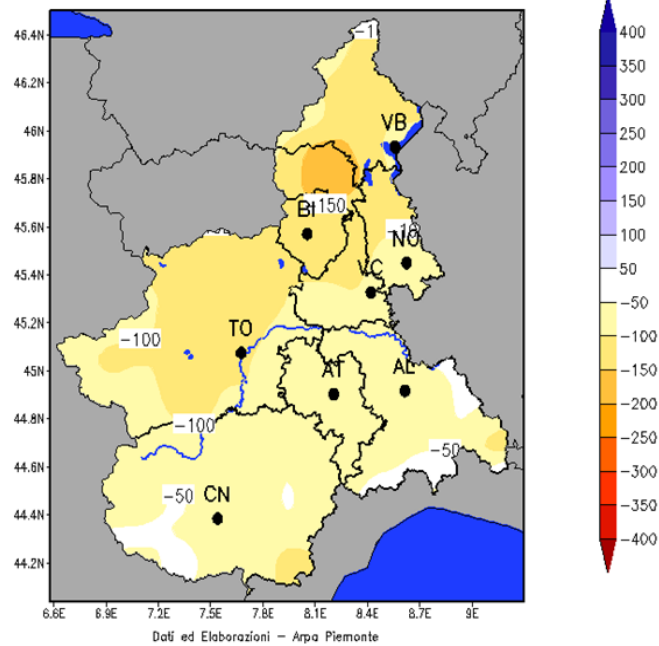 46.4N
46.2N
46N
45.8N
45.6N
45.4N
45.2N
45N
44.8N
44.6N
44.4N
44.2N
-1
VB
BI
150
NO
VC
TO
-100
AT
AL
-100
-50
-50
CN
6.6E 6.9E 7.2E 7.5E 7.8E 8.1E 8.4E 8.7E 9E
Dati ed Elaborazioni – Arpa Piemonte
400
350
300
250
200
150
100
50
-50
-100
-150
-200
-250
-300
-350
-400